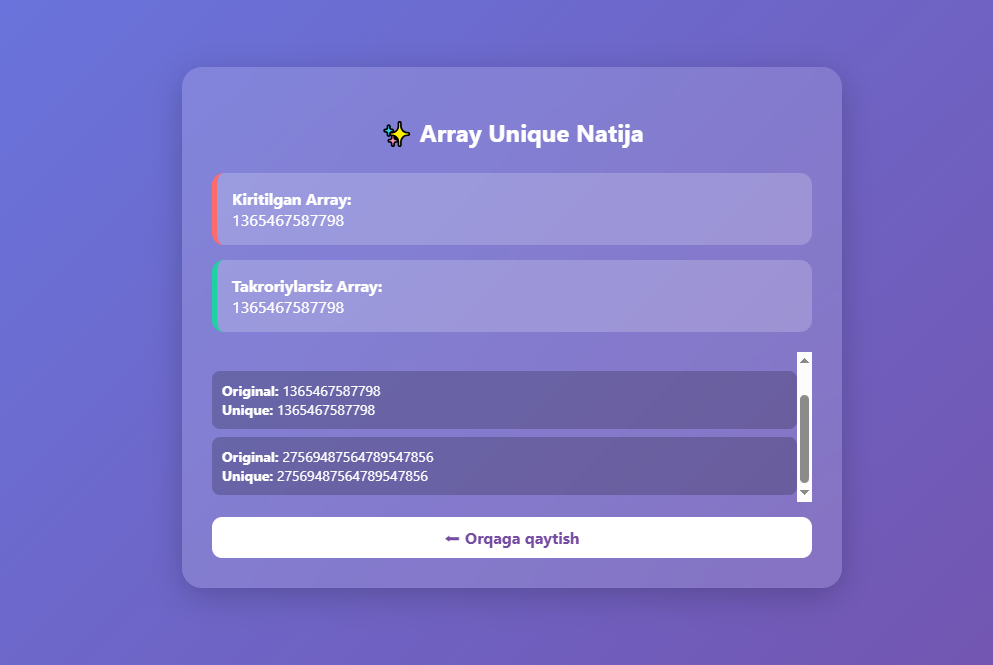 ✨ Array Unique Natija
Kiritilgan Array:
1365467587798
Takroriylarsiz Array:
1365467587798
Original: 1365467587798
Unique: 1365467587798
Original: 27569487564789547856
Unique: 27569487564789547856
⬅ Orqaga qaytish